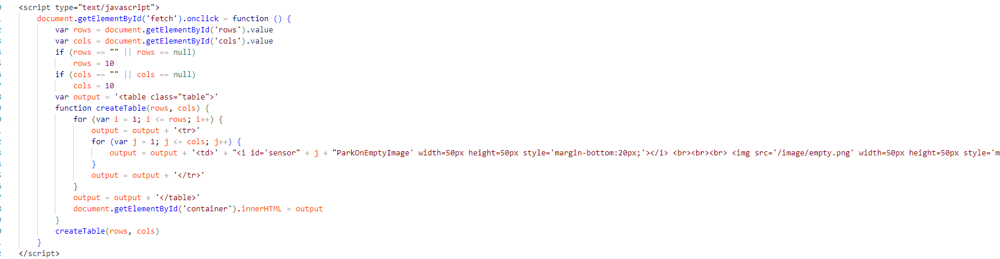 <script type="text/javascript">
document.getElementById('fetch').onclick = function () {
var rows = document.getElementById('rows').value
var cols = document.getElementById('cols').value
if (rows == "" || rows == null)
rows = 10
if (cols == "" || cols == null)
cols = 10
var output = '<table class="table">'
function createTable(rows, cols) {
for (var i = 1; i <= rows; i++) {
output = output + '<tr>'
for (var j = 1; j <= cols; j++) {
output = output + '<td>' + "<i id='sensor" + j + "ParkOnEmptyImage' width=50px height=50px style='margin-bottom:20px;'></i> <br><br><br> <img src='/image/empty.png' width=50px height=50px style='m
}
output = output + '</tr>'
}
output = output + '</table>'
document.getElementById('container').innerHTML = output
}
createTable(rows, cols)
}
</script>